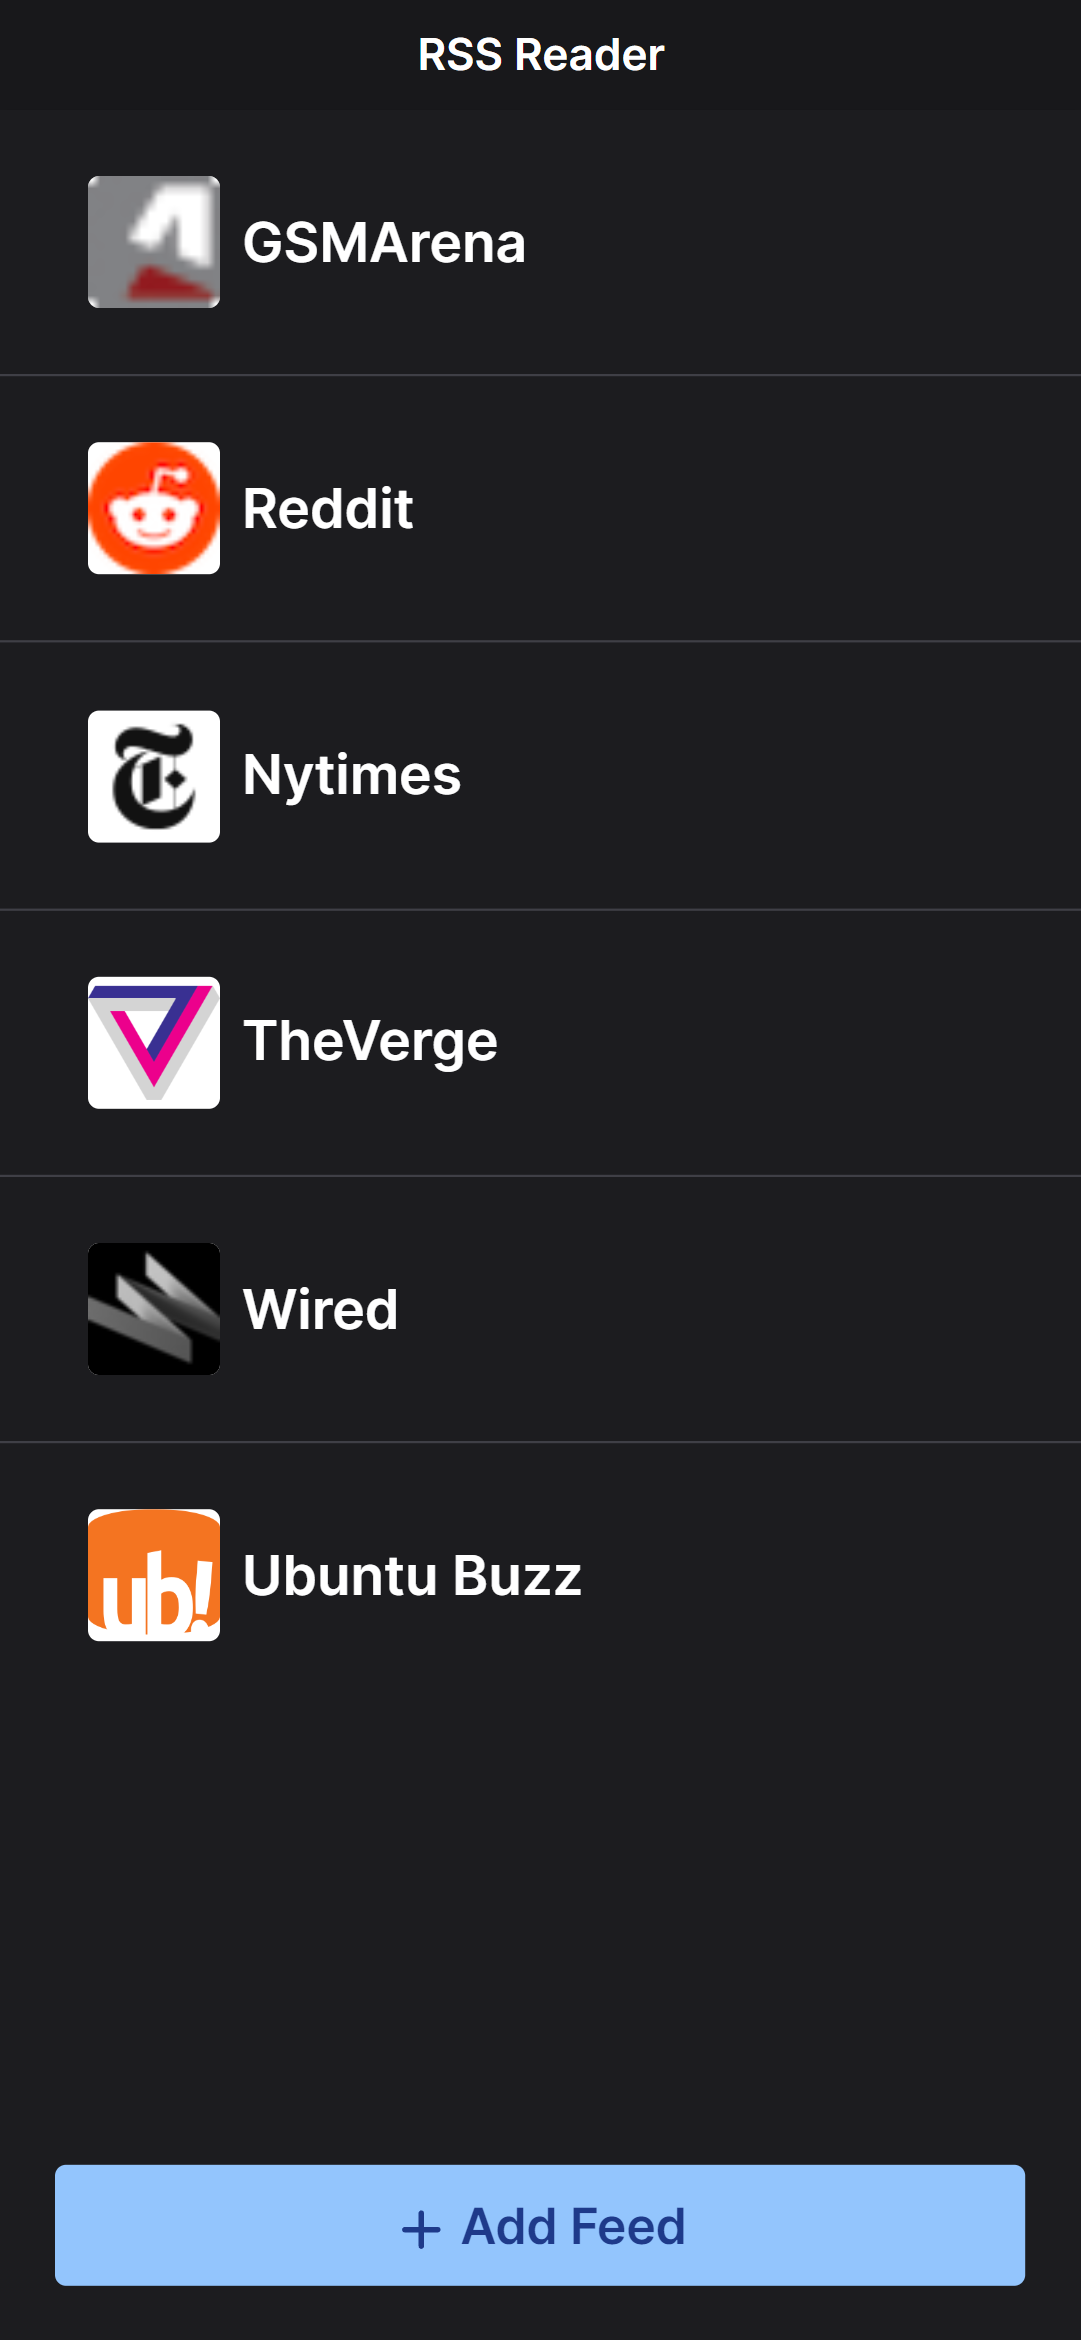 RSS Reader
GSMArena
Reddit
Nytimes
TheVerge
Wired
ub!
Ubuntu Buzz
+ Add Feed